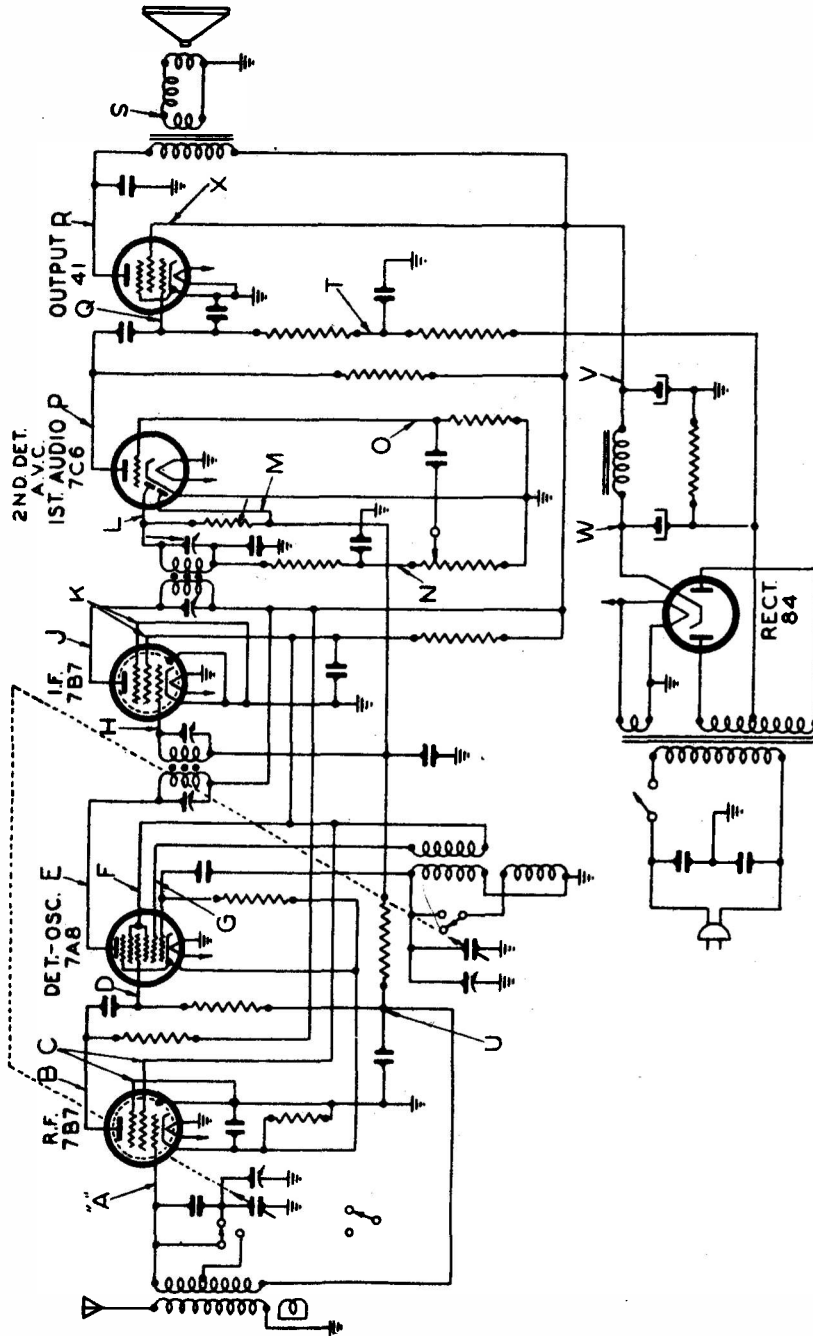 R.F.
7B7
DET.-OSC.
7A8
I.F.
7B7
2ND. DET.
A.V.C.
1ST. AUDIO
7C6
OUTPUT
41
RECT.
84
"A
B
C
D
E
F
G
H
J
K
L
M
N
O
P
Q
R
S
T
U
V
W
X